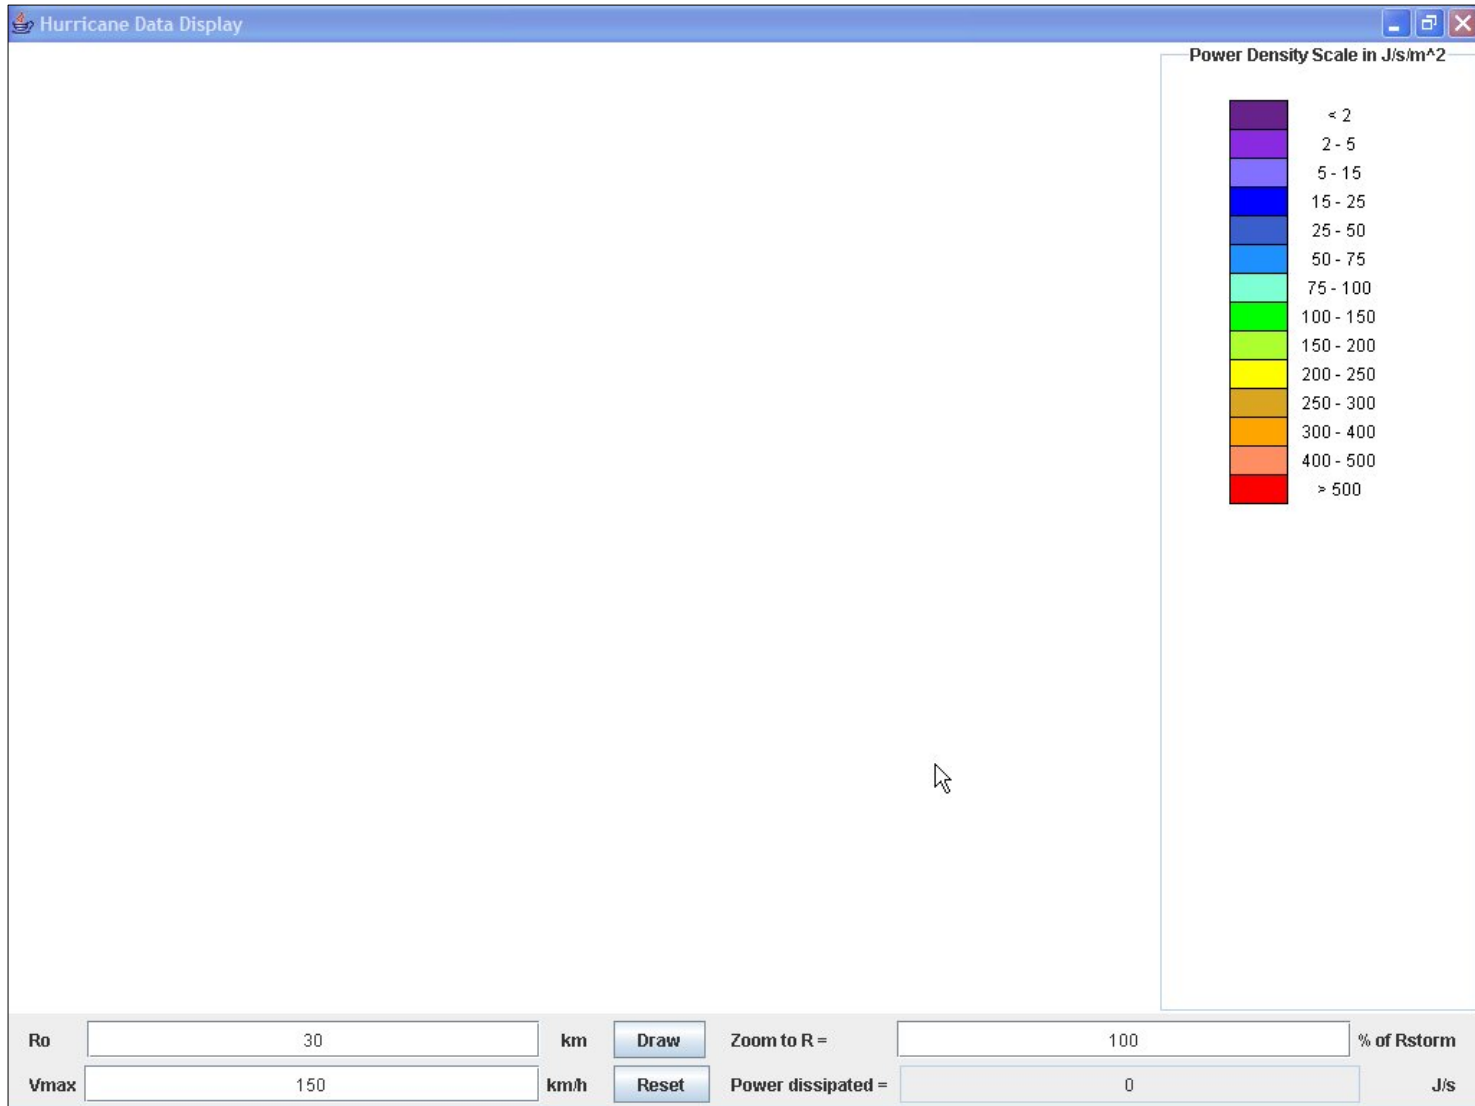 Hurricane Data Display
Power Density Scale in J/s/m^2
< 2
2 - 5
5 - 15
15 - 25
25 - 50
50 - 75
75 - 100
100 - 150
150 - 200
200 - 250
250 - 300
300 - 400
400 - 500
> 500
Ro 30 km Draw Zoom to R = 100 % of Rstorm
Vmax 150 km/h Reset Power dissipated = 0 J/s